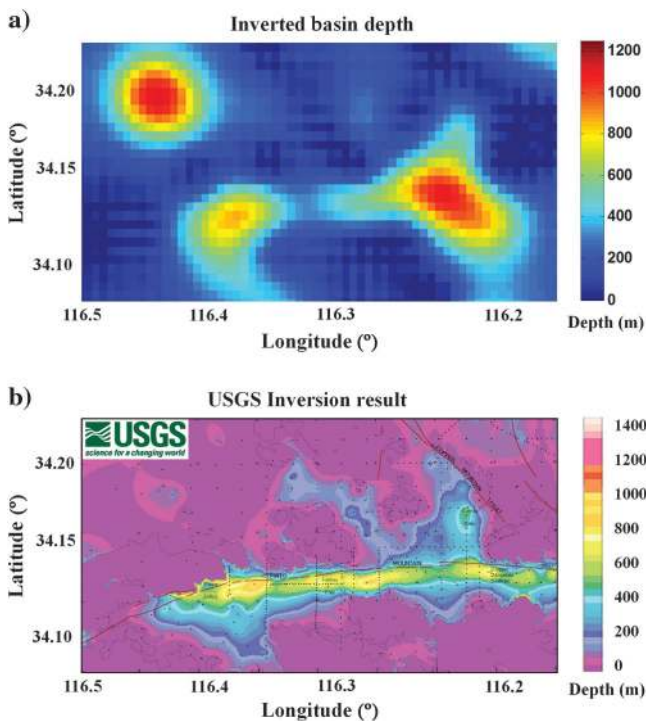 a)
Inverted basin depth
34.20
34.15
34.10
Latitude (º)
116.5
116.4
116.3
116.2
Longitude (º)
1200
1000
800
600
400
200
0
Depth (m)
b)
USGS Inversion result
USGS
science for a changing world
34.20
34.15
34.10
Latitude (º)
MOUNTAIN
116.5
116.4
116.3
116.2
Longitude (º)
1400
1200
1000
800
600
400
200
0
Depth (m)